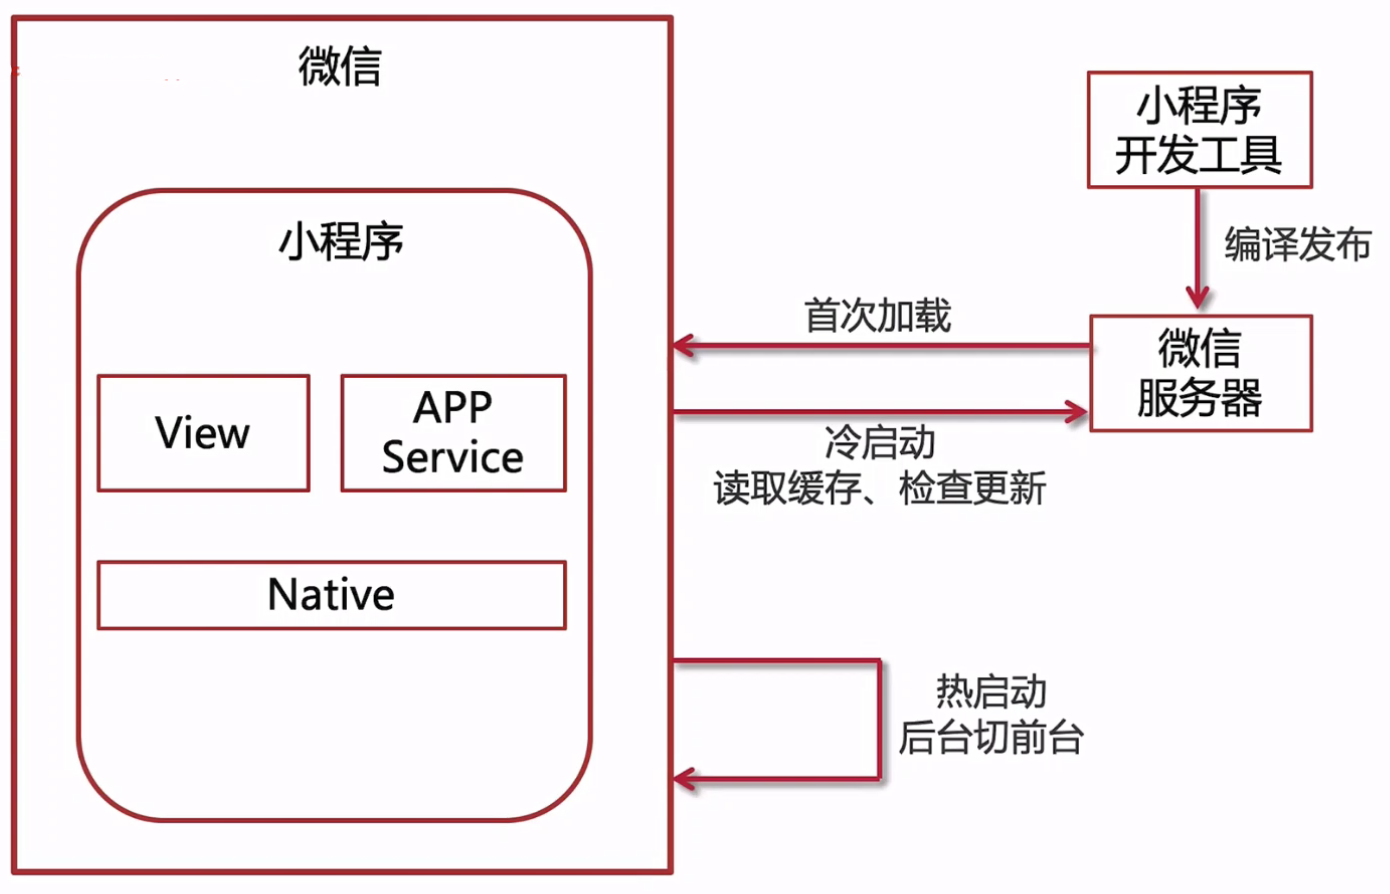 微信
小程序
View
APP
Service
Native
小程序
开发工具
编译发布
微信
服务器
首次加载
冷启动
读取缓存、检查更新
热启动
后台切前台